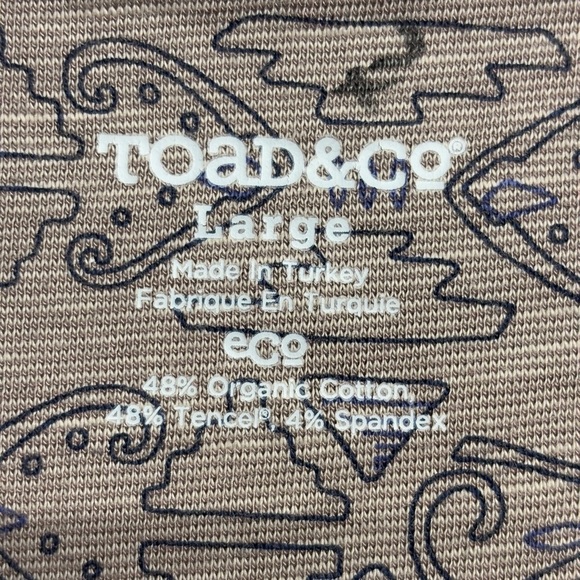 TOAD&CO®
Large
Made In Turkey
Fabrique En Turquie
eco
48% Organic Cotton,
48% Tencel®, 4% Spandex